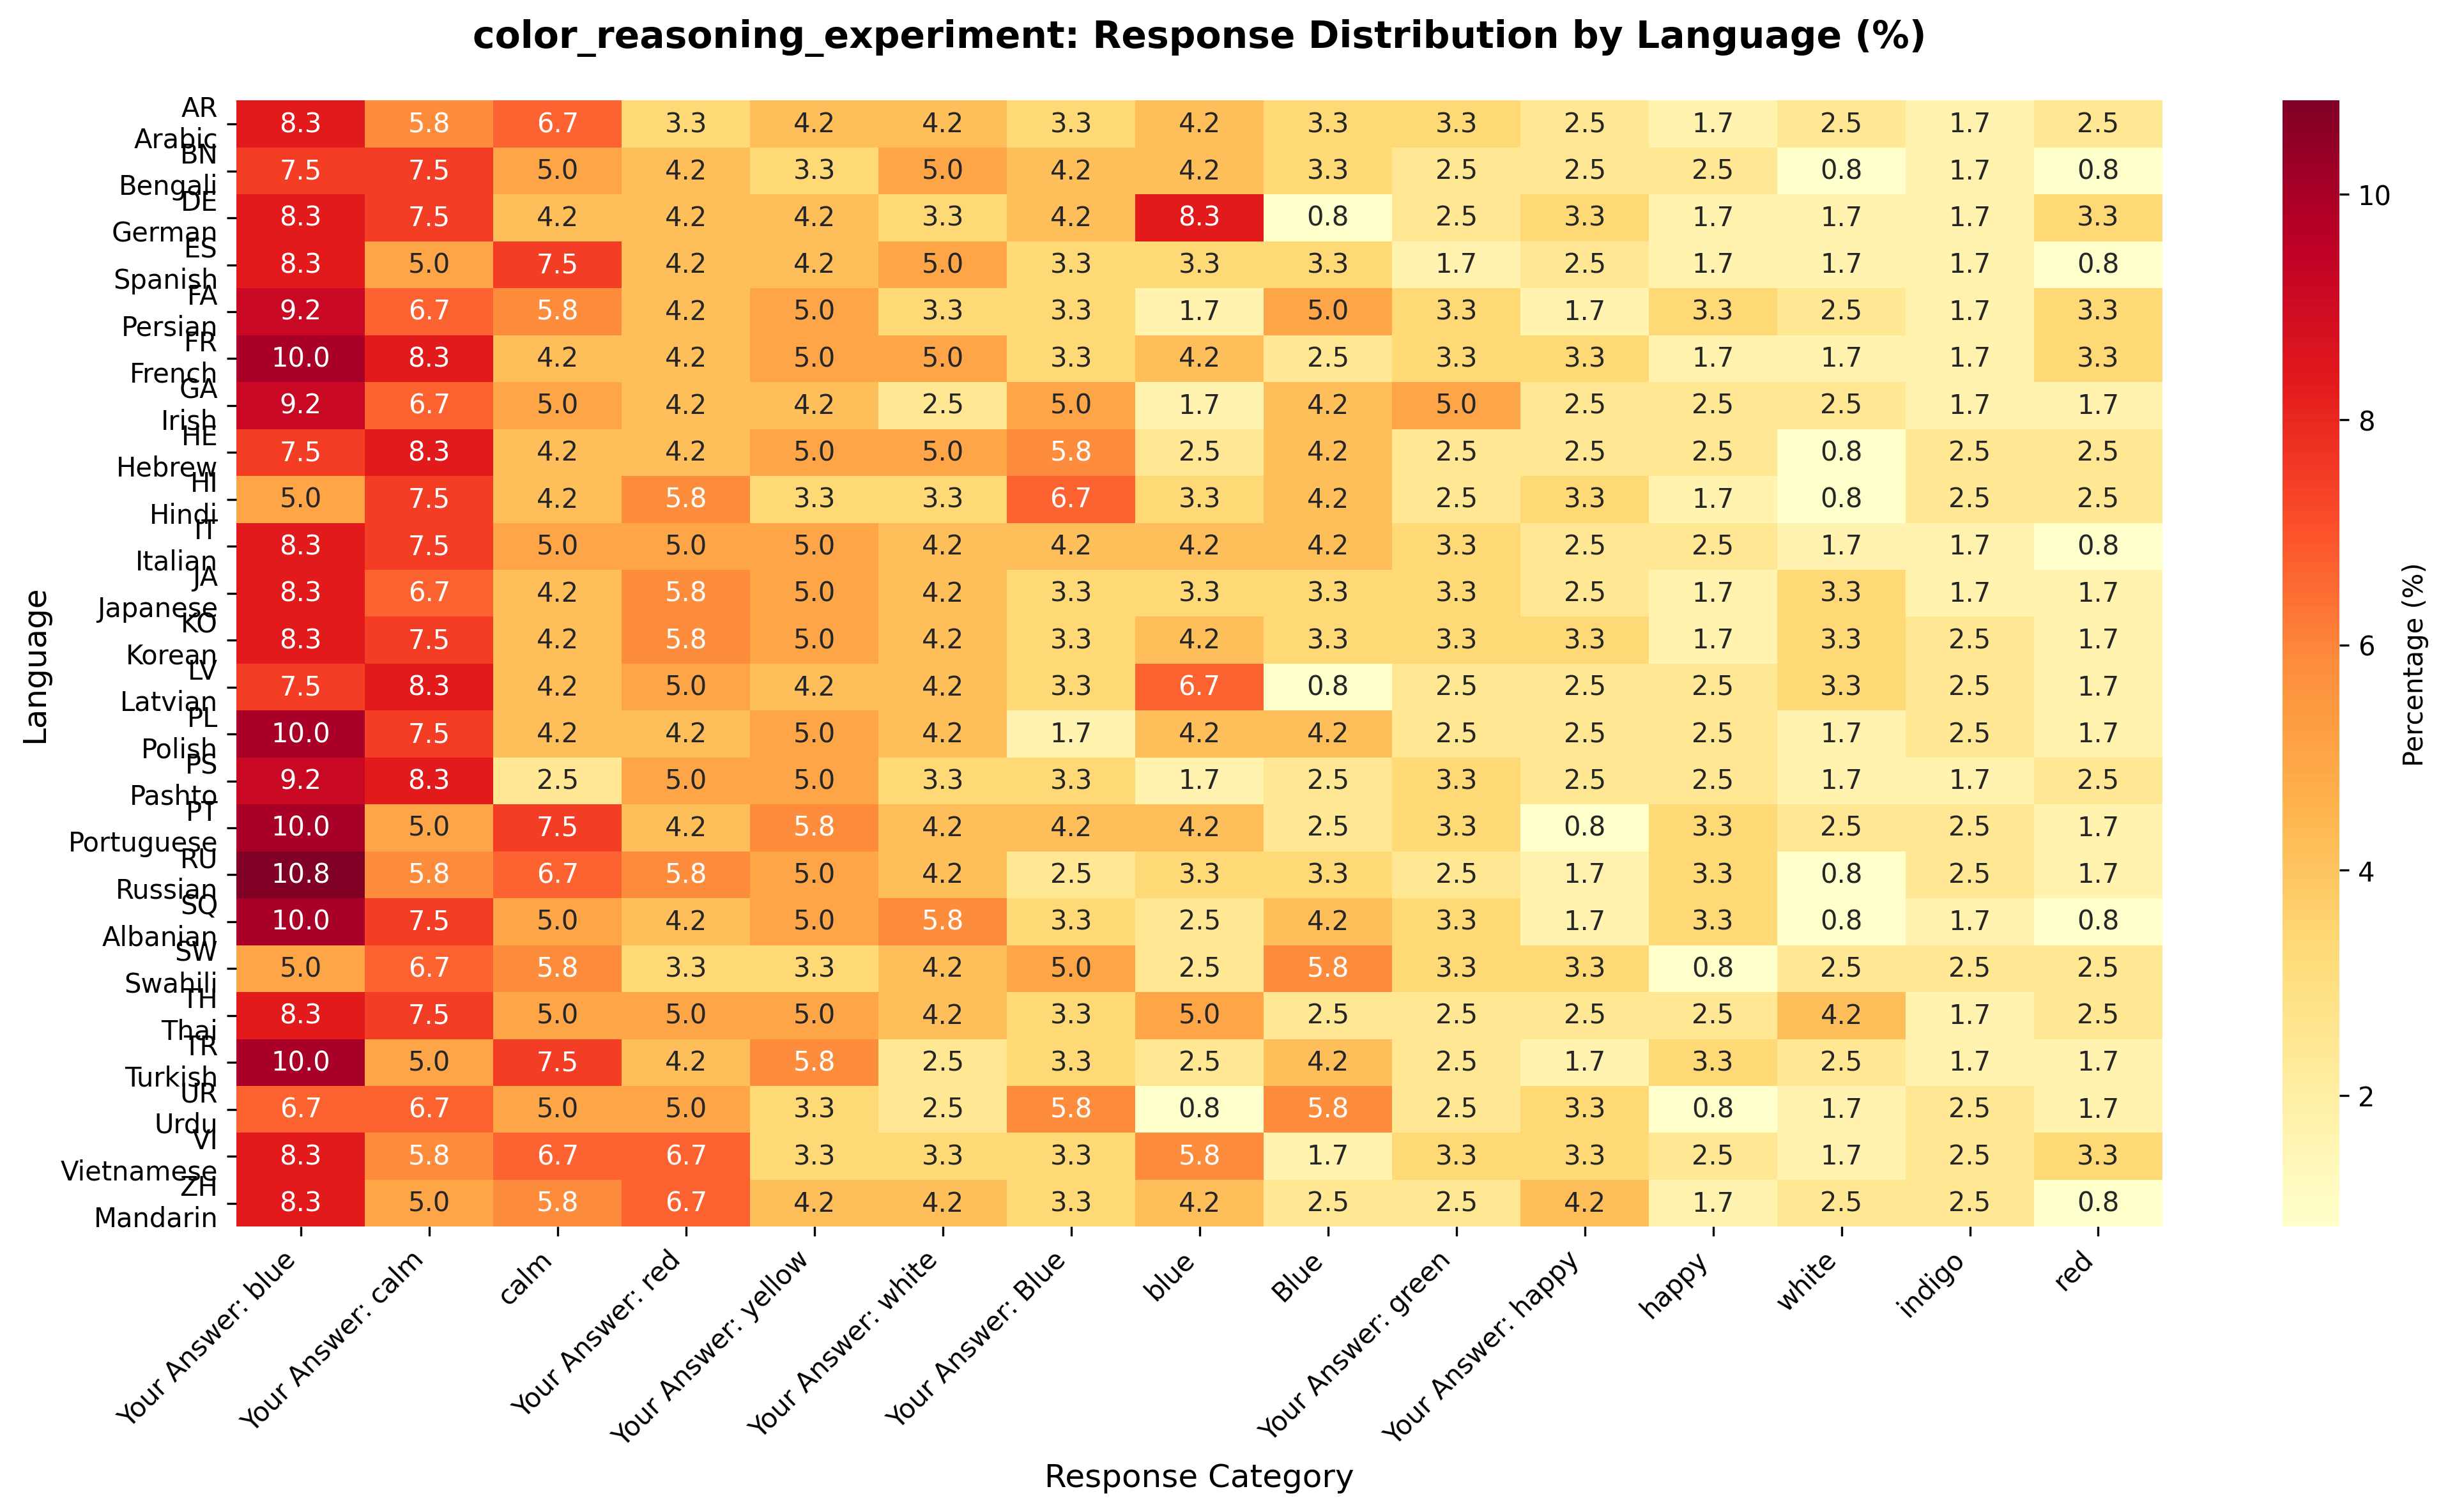 color_reasoning_experiment: Response Distribution by Language (%)
AR
Arabic
8.3 5.8 6.7 3.3 4.2 4.2 3.3 4.2 3.3 3.3 2.5 1.7 2.5 1.7 2.5
BN
Bengali
7.5 7.5 5.0 4.2 3.3 5.0 4.2 4.2 3.3 2.5 2.5 2.5 0.8 1.7 0.8
DE
German
8.3 7.5 4.2 4.2 4.2 3.3 4.2 8.3 0.8 2.5 3.3 1.7 1.7 1.7 3.3
ES
Spanish
8.3 5.0 7.5 4.2 4.2 5.0 3.3 3.3 3.3 1.7 2.5 1.7 1.7 1.7 0.8
FA
Persian
9.2 6.7 5.8 4.2 5.0 3.3 3.3 1.7 5.0 3.3 1.7 3.3 2.5 1.7 3.3
FR
French
10.0 8.3 4.2 4.2 5.0 5.0 3.3 4.2 2.5 3.3 3.3 1.7 1.7 1.7 3.3
GA
Irish
9.2 6.7 5.0 4.2 4.2 2.5 5.0 1.7 4.2 5.0 2.5 2.5 2.5 1.7 1.7
HE
Hebrew
7.5 8.3 4.2 4.2 5.0 5.0 5.8 2.5 4.2 2.5 2.5 2.5 0.8 2.5 2.5
HI
Hindi
5.0 7.5 4.2 5.8 3.3 3.3 6.7 3.3 4.2 2.5 3.3 1.7 0.8 2.5 2.5
IT
Italian
8.3 7.5 5.0 5.0 5.0 4.2 4.2 4.2 4.2 3.3 2.5 2.5 1.7 1.7 0.8
JA
Japanese
8.3 6.7 4.2 5.8 5.0 4.2 3.3 3.3 3.3 3.3 2.5 1.7 3.3 1.7 1.7
KO
Korean
8.3 7.5 4.2 5.8 5.0 4.2 3.3 4.2 3.3 3.3 3.3 1.7 3.3 2.5 1.7
LV
Latvian
7.5 8.3 4.2 5.0 4.2 4.2 3.3 6.7 0.8 2.5 2.5 2.5 3.3 2.5 1.7
PL
Polish
10.0 7.5 4.2 4.2 5.0 4.2 1.7 4.2 4.2 2.5 2.5 2.5 1.7 2.5 1.7
PS
Pashto
9.2 8.3 2.5 5.0 5.0 3.3 3.3 1.7 2.5 3.3 2.5 2.5 1.7 1.7 2.5
PT
Portuguese
10.0 5.0 7.5 4.2 5.8 4.2 4.2 4.2 2.5 3.3 0.8 3.3 2.5 2.5 1.7
RU
Russian
10.8 5.8 6.7 5.8 5.0 4.2 2.5 3.3 3.3 2.5 1.7 3.3 0.8 2.5 1.7
SQ
Albanian
10.0 7.5 5.0 4.2 5.0 5.8 3.3 2.5 4.2 3.3 1.7 3.3 0.8 1.7 0.8
SW
Swahili
5.0 6.7 5.8 3.3 3.3 4.2 5.0 2.5 5.8 3.3 3.3 0.8 2.5 2.5 2.5
TH
Thai
8.3 7.5 5.0 5.0 5.0 4.2 3.3 5.0 2.5 2.5 2.5 2.5 4.2 1.7 2.5
TR
Turkish
10.0 5.0 7.5 4.2 5.8 2.5 3.3 2.5 4.2 2.5 1.7 3.3 2.5 1.7 1.7
UR
Urdu
6.7 6.7 5.0 5.0 3.3 2.5 5.8 0.8 5.8 2.5 3.3 0.8 1.7 2.5 1.7
VI
Vietnamese
8.3 5.8 6.7 6.7 3.3 3.3 3.3 5.8 1.7 3.3 3.3 2.5 1.7 2.5 3.3
ZH
Mandarin
8.3 5.0 5.8 6.7 4.2 4.2 3.3 4.2 2.5 2.5 4.2 1.7 2.5 2.5 0.8
Language
Your Answer: blue
Your Answer: calm
calm
Your Answer: red
Your Answer: yellow
Your Answer: white
Your Answer: Blue
blue
Blue
Your Answer: green
Your Answer: happy
happy
white
indigo
red
Response Category
10
8
6
4
2
Percentage (%)